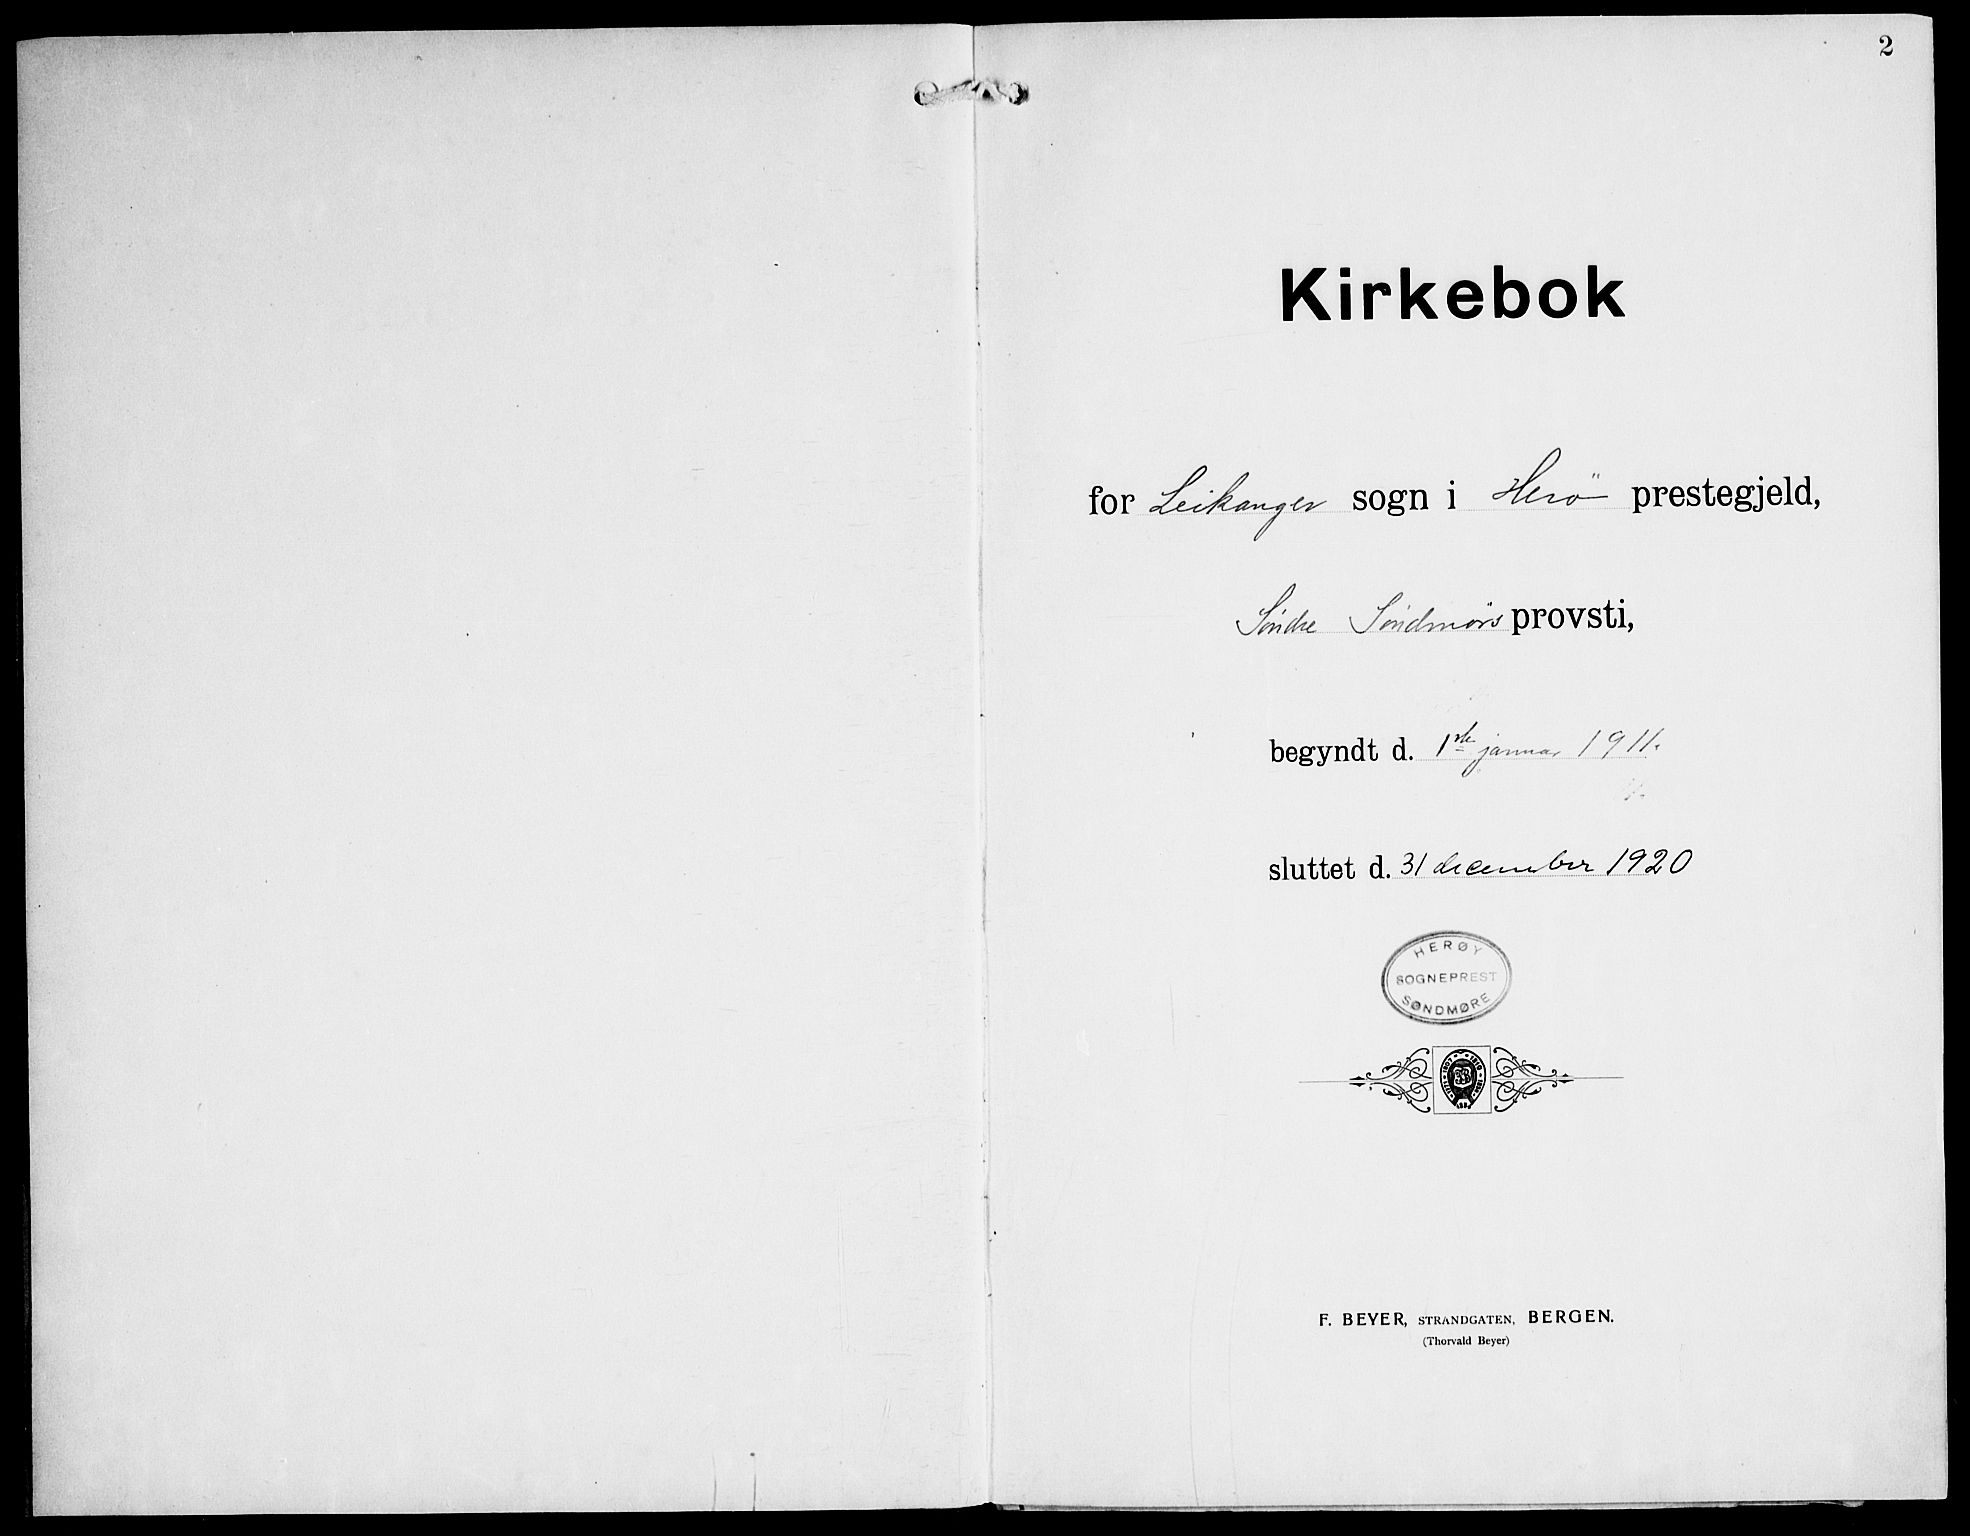 2
Kirkebok
for Leikanger sogn i Herö prestegjeld,
Söndre Söndmörs provsti,
begyndt d. 1ste januar 1911.
sluttet d. 31 december 1920
HERØY
SOGNEPREST
SØNDMØRE
F. BEYER, STRANDGATEN, BERGEN.
(Thorvald Beyer)